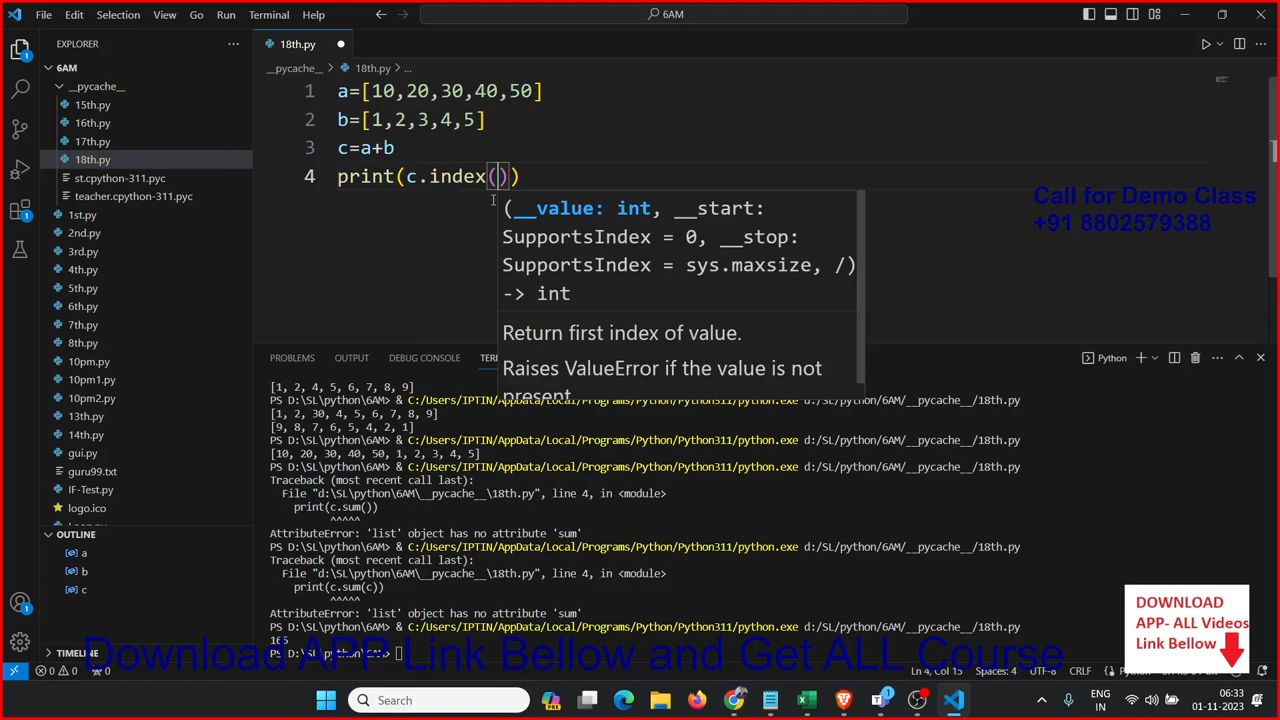 File Edit Selection View Go Run Terminal Help
6AM
EXPLORER
18th.py
__pycache__ > 18th.py > ...
6AM
__pycache__
15th.py
16th.py
17th.py
18th.py
st.cpython-311.pyc
teacher.cpython-311.pyc
1st.py
2nd.py
3rd.py
4th.py
5th.py
6th.py
7th.py
8th.py
10pm.py
10pm1.py
10pm2.py
13th.py
14th.py
gui.py
guru99.txt
IF-Test.py
logo.ico
OUTLINE
a
b
c
TIMELINE
1 a=[10,20,30,40,50]
2 b=[1,2,3,4,5]
3 c=a+b
4 print(c.index())
(__value: int, __start:
SupportsIndex = 0, __stop:
SupportsIndex = sys.maxsize, /)
-> int
Return first index of value.
Raises ValueError if the value is not
present.
Call for Demo Class
+91 8802579388
PROBLEMS OUTPUT DEBUG CONSOLE
Python
[1, 2, 4, 5, 6, 7, 8, 9]
PS D:\SL\python\6AM> & C:/Users/IPTIN/AppData/Local/Programs/Python/Python311/python.exe d:/SL/python/6AM/__pycache__/18th.py
[1, 2, 30, 4, 5, 6, 7, 8, 9]
[9, 8, 7, 6, 5, 4, 2, 1]
PS D:\SL\python\6AM> & C:/Users/IPTIN/AppData/Local/Programs/Python/Python311/python.exe d:/SL/python/6AM/__pycache__/18th.py
[10, 20, 30, 40, 50, 1, 2, 3, 4, 5]
PS D:\SL\python\6AM> & C:/Users/IPTIN/AppData/Local/Programs/Python/Python311/python.exe d:/SL/python/6AM/__pycache__/18th.py
Traceback (most recent call last):
File "d:\SL\python\6AM\__pycache__\18th.py", line 4, in <module>
print(c.sum())
^^^^^
AttributeError: 'list' object has no attribute 'sum'
PS D:\SL\python\6AM> & C:/Users/IPTIN/AppData/Local/Programs/Python/Python311/python.exe d:/SL/python/6AM/__pycache__/18th.py
Traceback (most recent call last):
File "d:\SL\python\6AM\__pycache__\18th.py", line 4, in <module>
print(c.sum(c))
^^^^^
AttributeError: 'list' object has no attribute 'sum'
PS D:\SL\python\6AM> & C:/Users/IPTIN/AppData/Local/Programs/Python/Python311/python.exe d:/SL/python/6AM/__pycache__/18th.py
165
PS D:\SL\python\6AM>
DOWNLOAD
APP- ALL Videos
Link Bellow
Download APP Link Bellow and Get ALL Course
0 0 0 Ln 4, Col 15 Spaces: 4 UTF-8 CRLF Python
Search
ENG
IN
06:33
01-11-2023